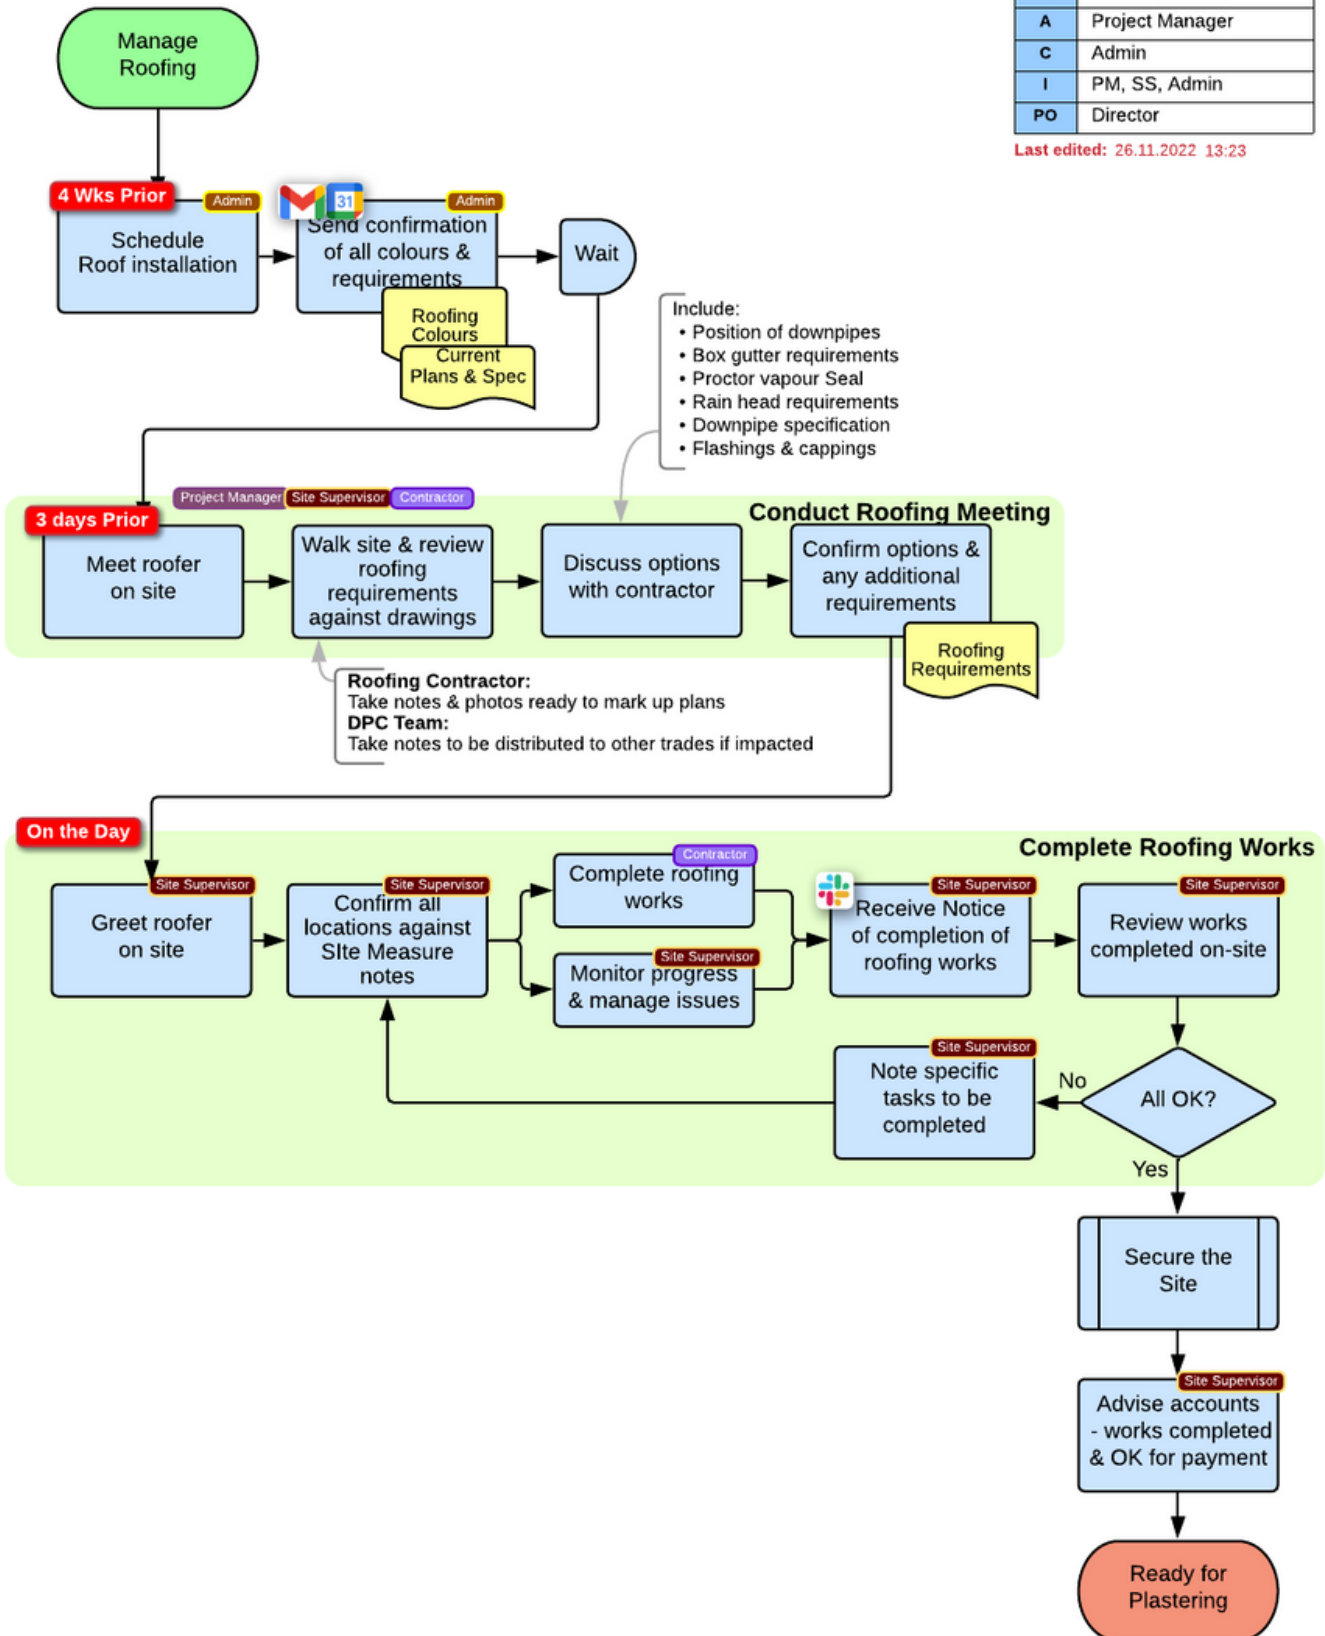 A Project Manager
C Admin
I PM, SS, Admin
PO Director
Last edited: 26.11.2022 13:23
Manage
Roofing
4 Wks Prior
Admin
Schedule
Roof installation
31
Admin
Send confirmation
of all colours &
requirements
Roofing
Colours
Current
Plans & Spec
Wait
Include:
• Position of downpipes
• Box gutter requirements
• Proctor vapour Seal
• Rain head requirements
• Downpipe specification
• Flashings & cappings
Conduct Roofing Meeting
Project Manager Site Supervisor Contractor
3 days Prior
Meet roofer
on site
Walk site & review
roofing
requirements
against drawings
Discuss options
with contractor
Confirm options &
any additional
requirements
Roofing
Requirements
Roofing Contractor:
Take notes & photos ready to mark up plans
DPC Team:
Take notes to be distributed to other trades if impacted
On the Day
Complete Roofing Works
Site Supervisor
Greet roofer
on site
Site Supervisor
Confirm all
locations against
SIte Measure
notes
Contractor
Complete roofing
works
Site Supervisor
Monitor progress
& manage issues
Site Supervisor
Receive Notice
of completion of
roofing works
Site Supervisor
Review works
completed on-site
All OK?
No
Site Supervisor
Note specific
tasks to be
completed
Yes
Secure the
Site
Site Supervisor
Advise accounts
- works completed
& OK for payment
Ready for
Plastering